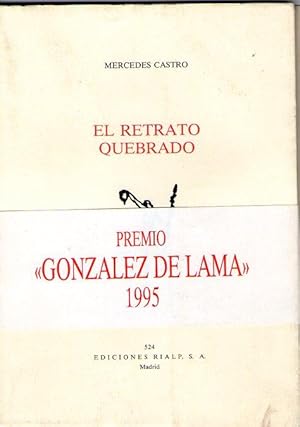 MERCEDES CASTRO
EL RETRATO
QUEBRADO
PREMIO
«GONZALEZ DE LAMA»
1995
524
EDICIONES RIALP, S. A.
Madrid